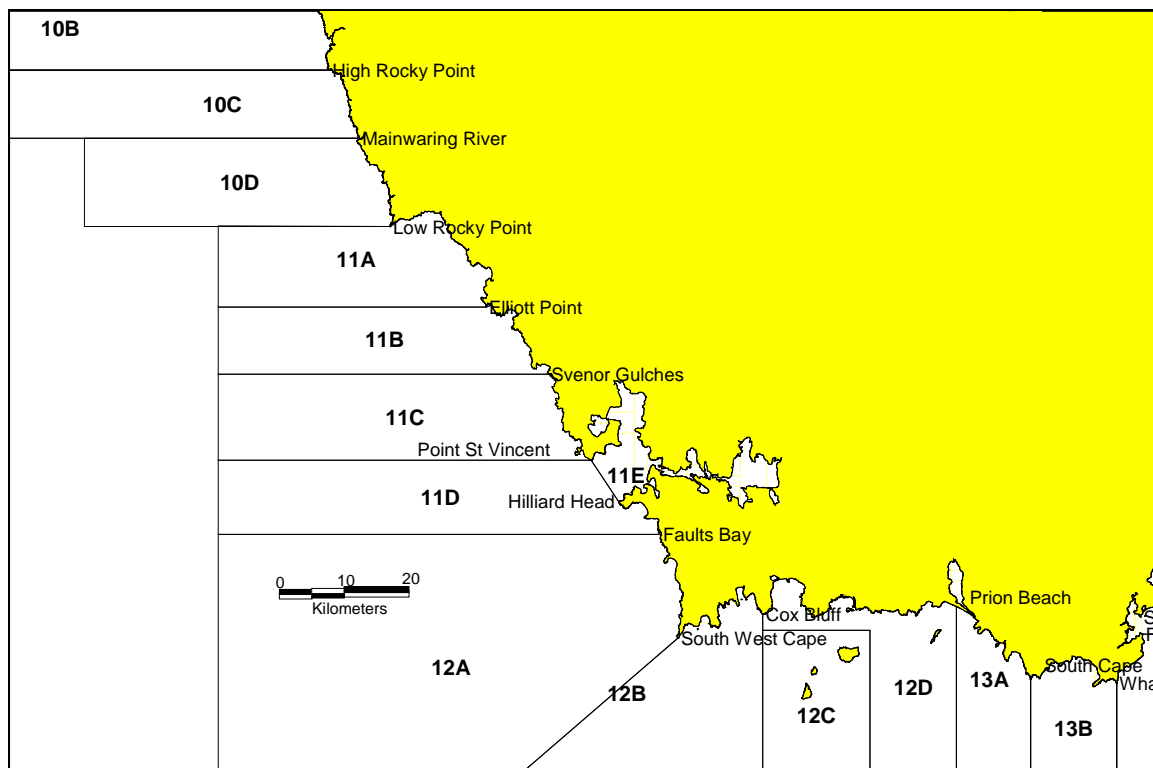 10B
High Rocky Point
10C
Mainwaring River
10D
Low Rocky Point
11A
Elliott Point
11B
Svenor Gulches
11C
Point St Vincent
11E
11D
Hilliard Head
Faults Bay
0 10 20
Kilometers
Prion Beach
Cox Bluff
South West Cape
12A
12B
12C
12D
13A
South Cape
13B